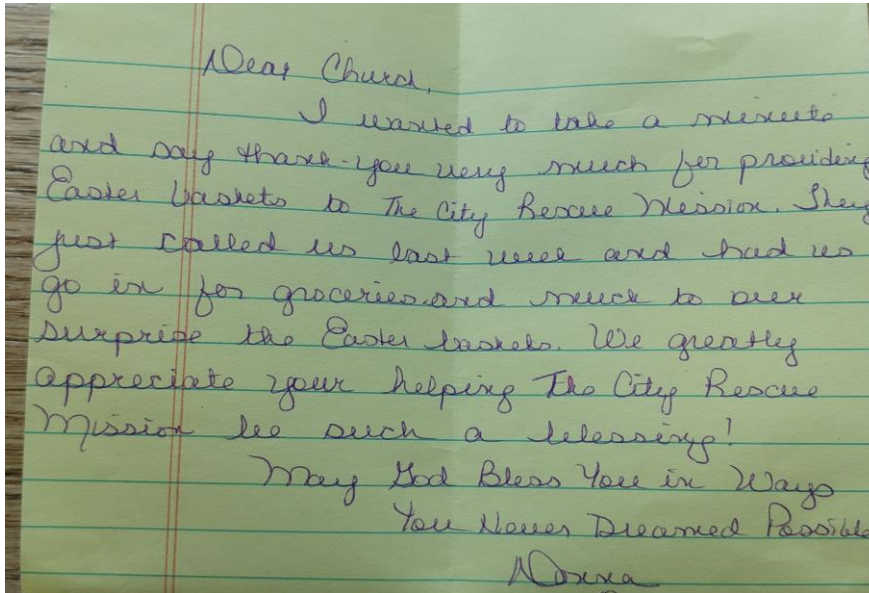 Dear Church,
I wanted to take a minute
and say thank-you very much for providing
Easter baskets to The City Rescue Mission. They
just called us last week and had us
go in for groceries and much to our
surprise the Easter baskets. We greatly
appreciate your helping The City Rescue
Mission be such a blessing!
May God Bless You in Ways
You Never Dreamed Possible
Donna